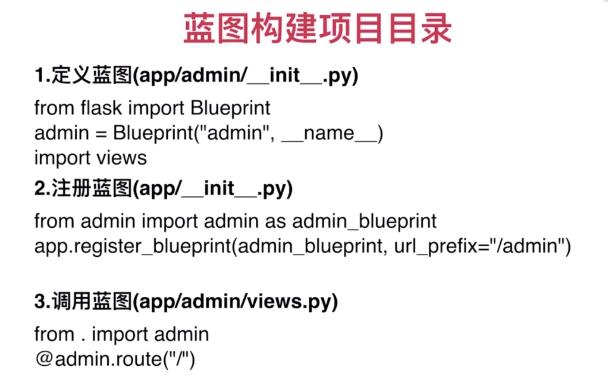 蓝图构建项目目录
1.定义蓝图(app/admin/__init__.py)
from flask import Blueprint
admin = Blueprint("admin", __name__)
import views
2.注册蓝图(app/__init__.py)
from admin import admin as admin_blueprint
app.register_blueprint(admin_blueprint, url_prefix="/admin")
3.调用蓝图(app/admin/views.py)
from . import admin
@admin.route("/")